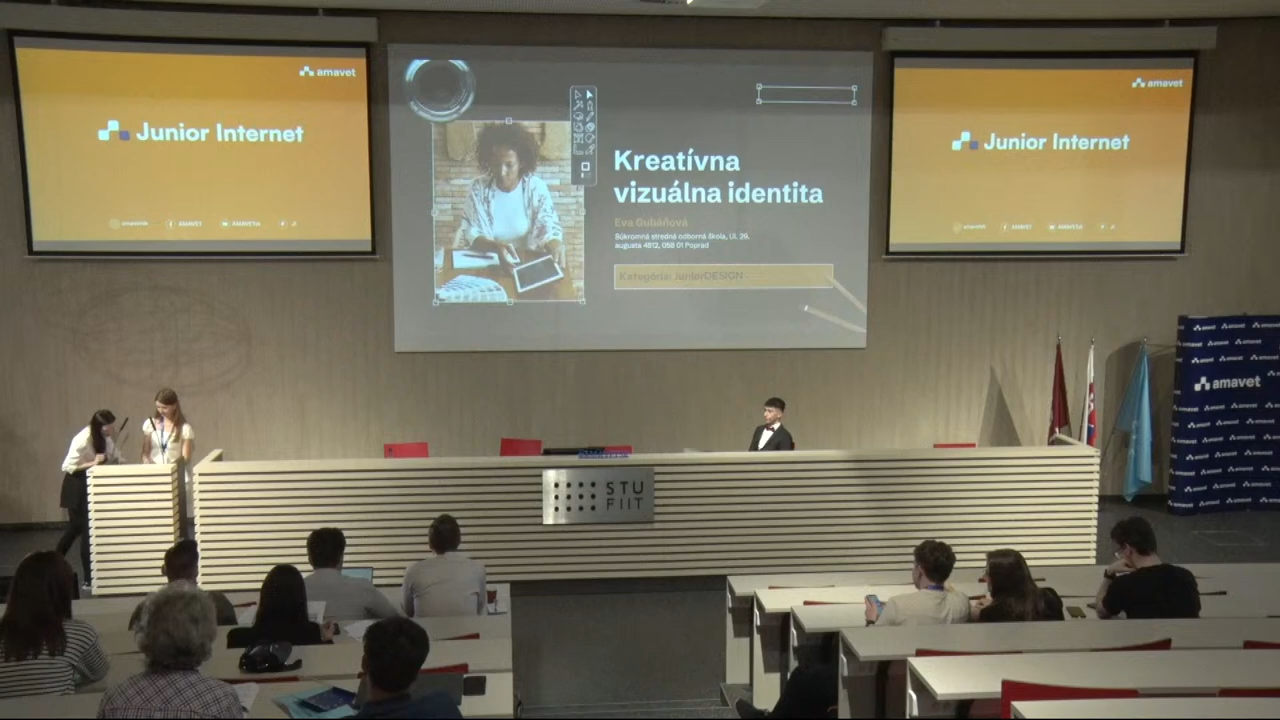 amavet
Junior Internet
AMAVET
Kreatívna
vizuálna identita
Eva Gubáňová
Súkromná stredná odborná škola, Ul. 29.
augusta 4812, 058 01 Poprad
Kategória: JuniorDESIGN
amavet
Junior Internet
AMAVET
STU
FIIT
amavet